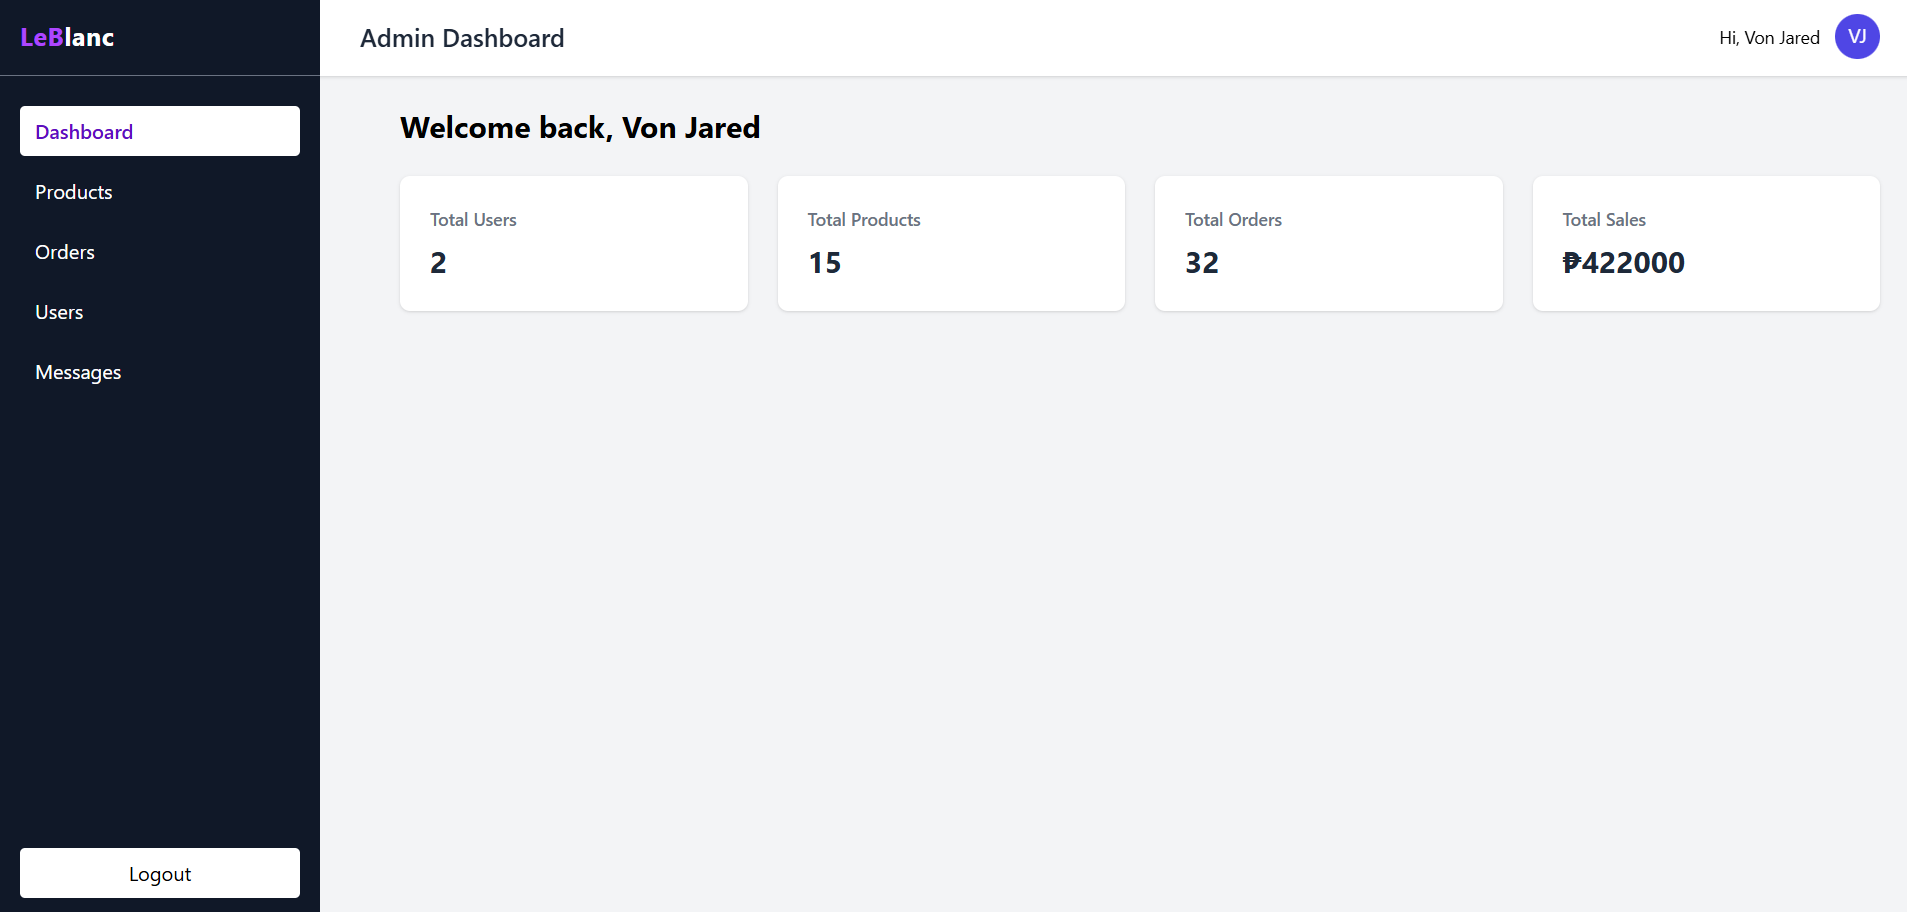 LeBlanc
Admin Dashboard
Hi, Von Jared
VJ
Dashboard
Products
Orders
Users
Messages
Logout
Welcome back, Von Jared
Total Users
2
Total Products
15
Total Orders
32
Total Sales
₱422000